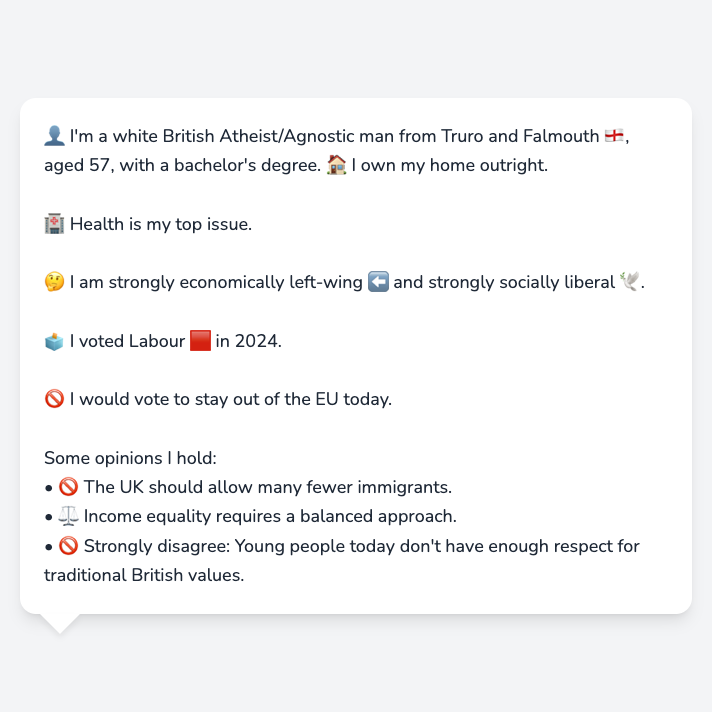 👤 I'm a white British Atheist/Agnostic man from Truro and Falmouth 🏴󠁧󠁢󠁥󠁮󠁧󠁿,
aged 57, with a bachelor's degree. 🏠 I own my home outright.
🏥 Health is my top issue.
🤔 I am strongly economically left-wing ⬅️ and strongly socially liberal 🕊️.
🗳️ I voted Labour 🟥 in 2024.
🚫 I would vote to stay out of the EU today.
Some opinions I hold:
• 🚫 The UK should allow many fewer immigrants.
• ⚖️ Income equality requires a balanced approach.
• 🚫 Strongly disagree: Young people today don't have enough respect for
traditional British values.